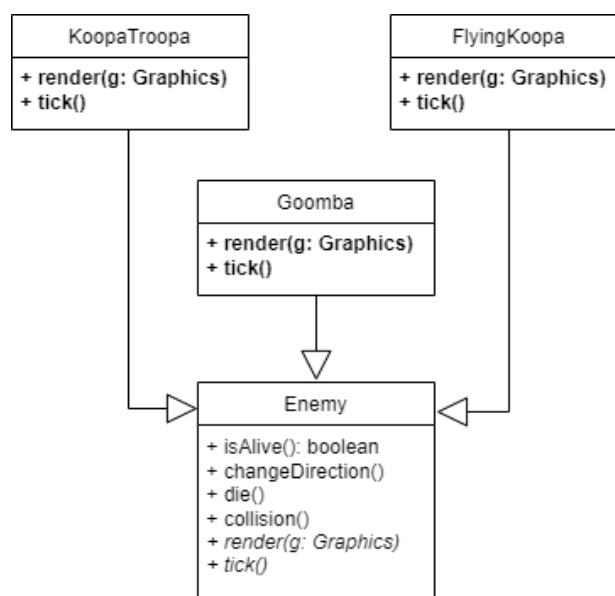 KoopaTroopa
+ render(g: Graphics)
+ tick()
FlyingKoopa
+ render(g: Graphics)
+ tick()
Goomba
+ render(g: Graphics)
+ tick()
Enemy
+ isAlive(): boolean
+ changeDirection()
+ die()
+ collision()
+ render(g: Graphics)
+ tick()